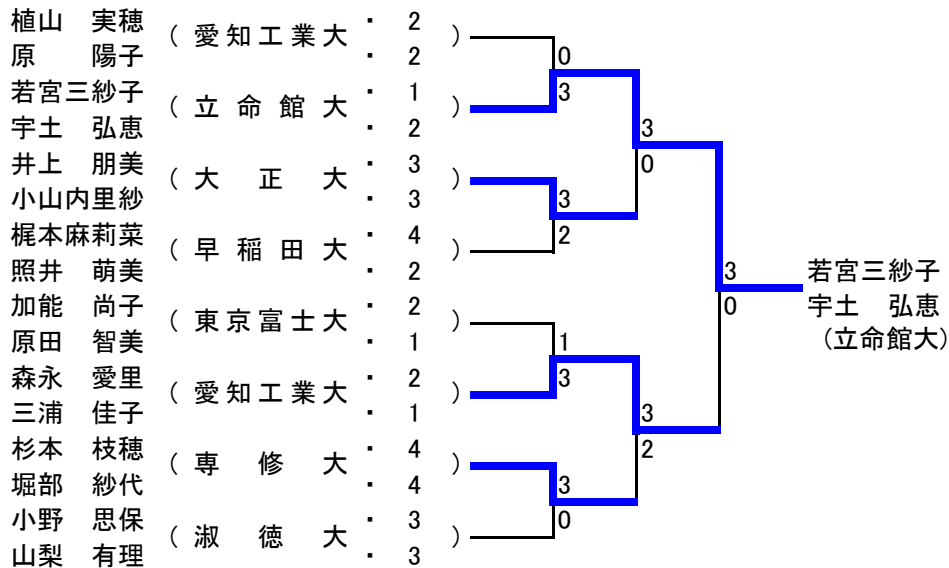 植山　実穂 ( 愛知工業大 ・ 2 )
原　　陽子 ・ 2
0
若宮三紗子 ( 立命館大 ・ 1 )
3
宇土　弘恵 ・ 2
3
井上　朋美 ( 大正大 ・ 3 )
0
小山内里紗 ・ 3
3
梶本麻莉菜 ( 早稲田大 ・ 4 )
2
照井　萌美 ・ 2
3 若宮三紗子
加能　尚子 ( 東京富士大 ・ 2 )
0 宇土　弘恵
原田　智美 ・ 1
1 (立命館大)
森永　愛里 ( 愛知工業大 ・ 2 )
3
三浦　佳子 ・ 1
3
杉本　枝穂 ( 専修大 ・ 4 )
2
堀部　紗代 ・ 4
3
小野　思保 ( 淑徳大 ・ 3 )
0
山梨　有理 ・ 3